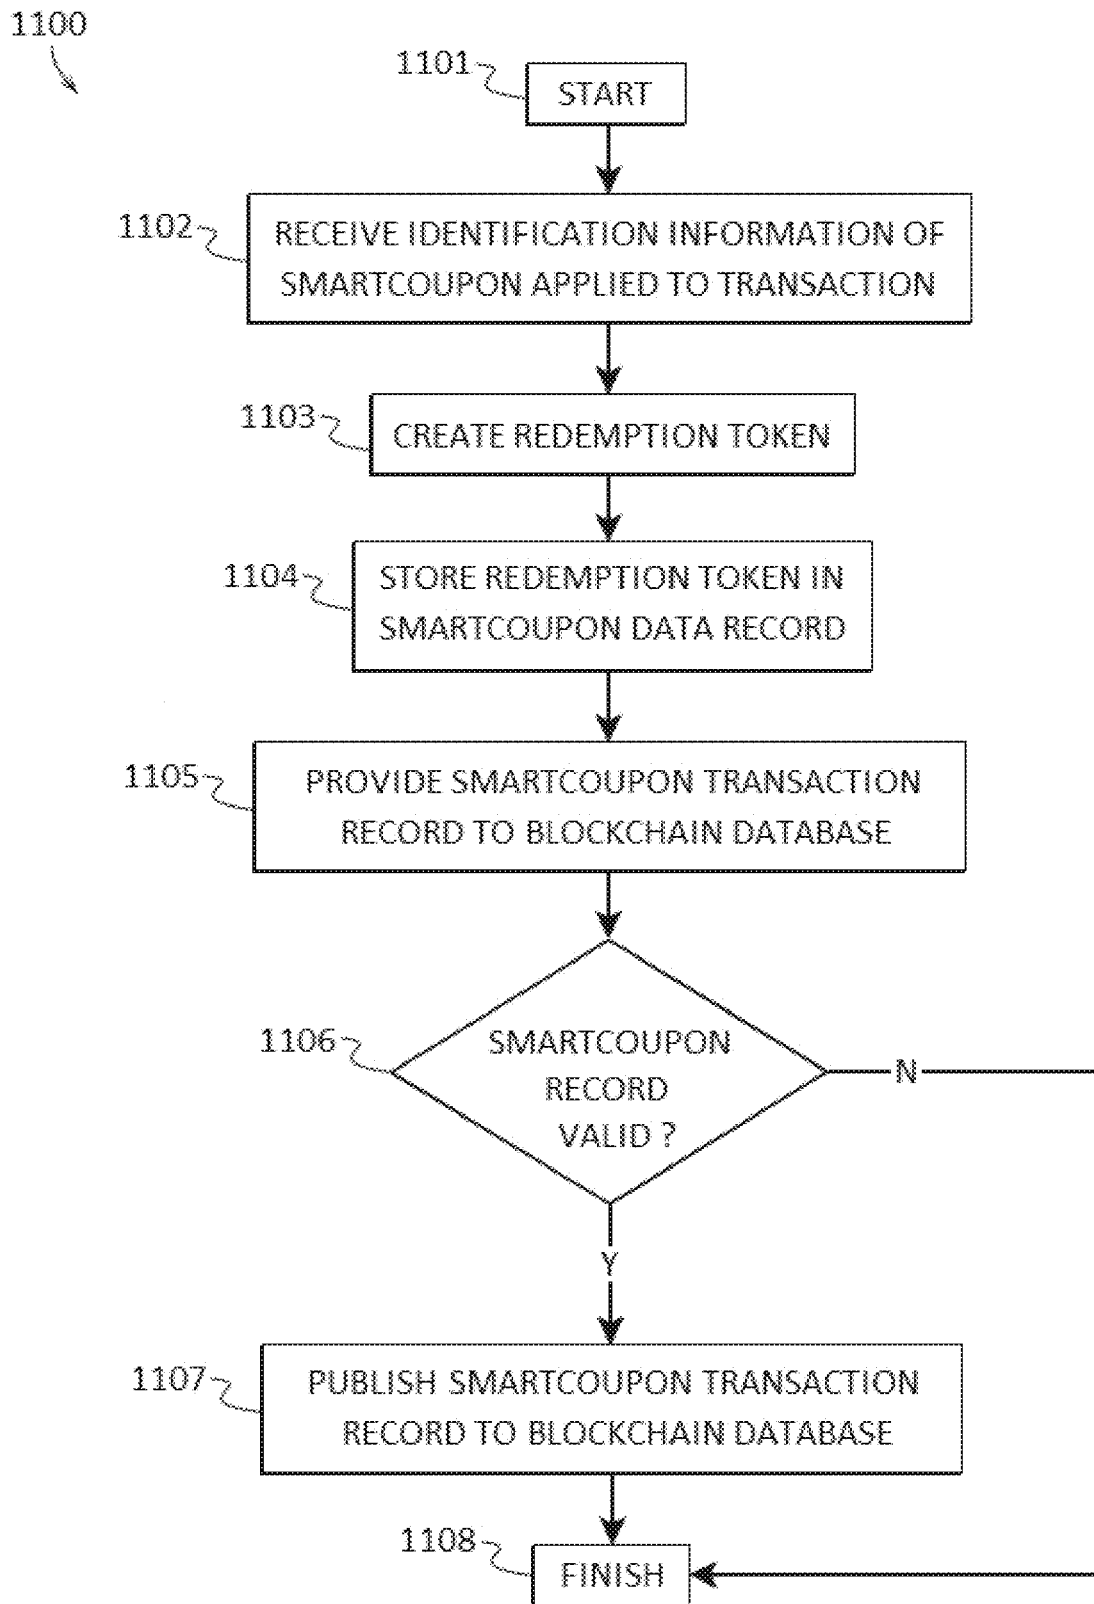 1100
1101
START
1102
RECEIVE IDENTIFICATION INFORMATION OF
SMARTCOUPON APPLIED TO TRANSACTION
1103
CREATE REDEMPTION TOKEN
1104
STORE REDEMPTION TOKEN IN
SMARTCOUPON DATA RECORD
1105
PROVIDE SMARTCOUPON TRANSACTION
RECORD TO BLOCKCHAIN DATABASE
1106
SMARTCOUPON
RECORD
VALID ?
N
Y
1107
PUBLISH SMARTCOUPON TRANSACTION
RECORD TO BLOCKCHAIN DATABASE
1108
FINISH